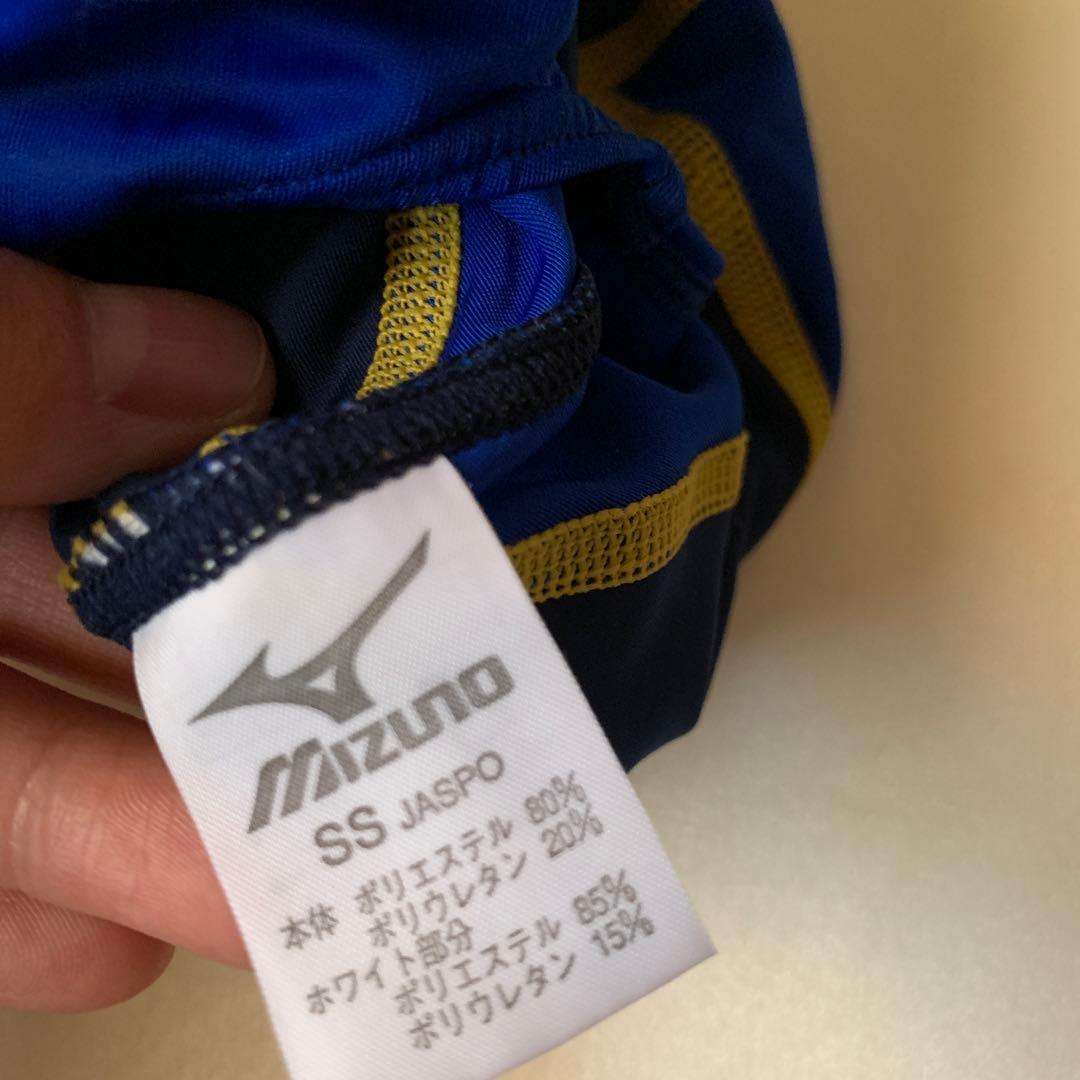 MIZUNO
SS JASPO
本体 ポリエステル 80%
ポリウレタン 20%
ホワイト部分
ポリエステル 85%
ポリウレタン 15%